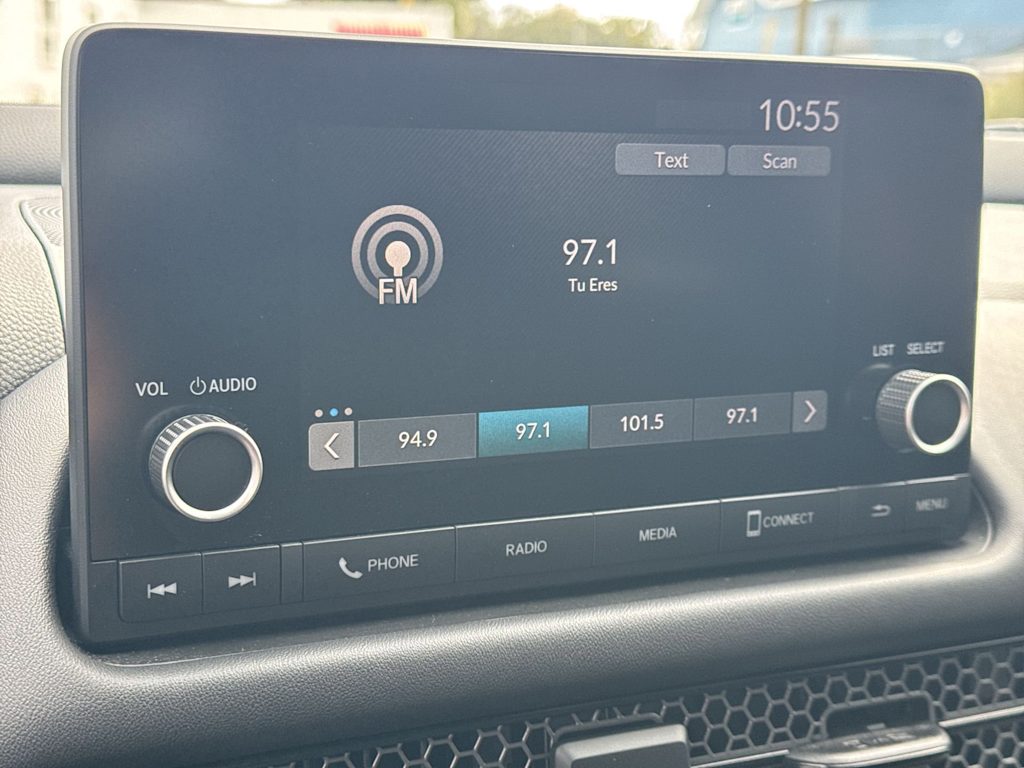 10:55
Text Scan
FM
97.1
Tu Eres
LIST SELECT
VOL AUDIO
94.9 97.1 101.5 97.1
PHONE RADIO MEDIA CONNECT MENU